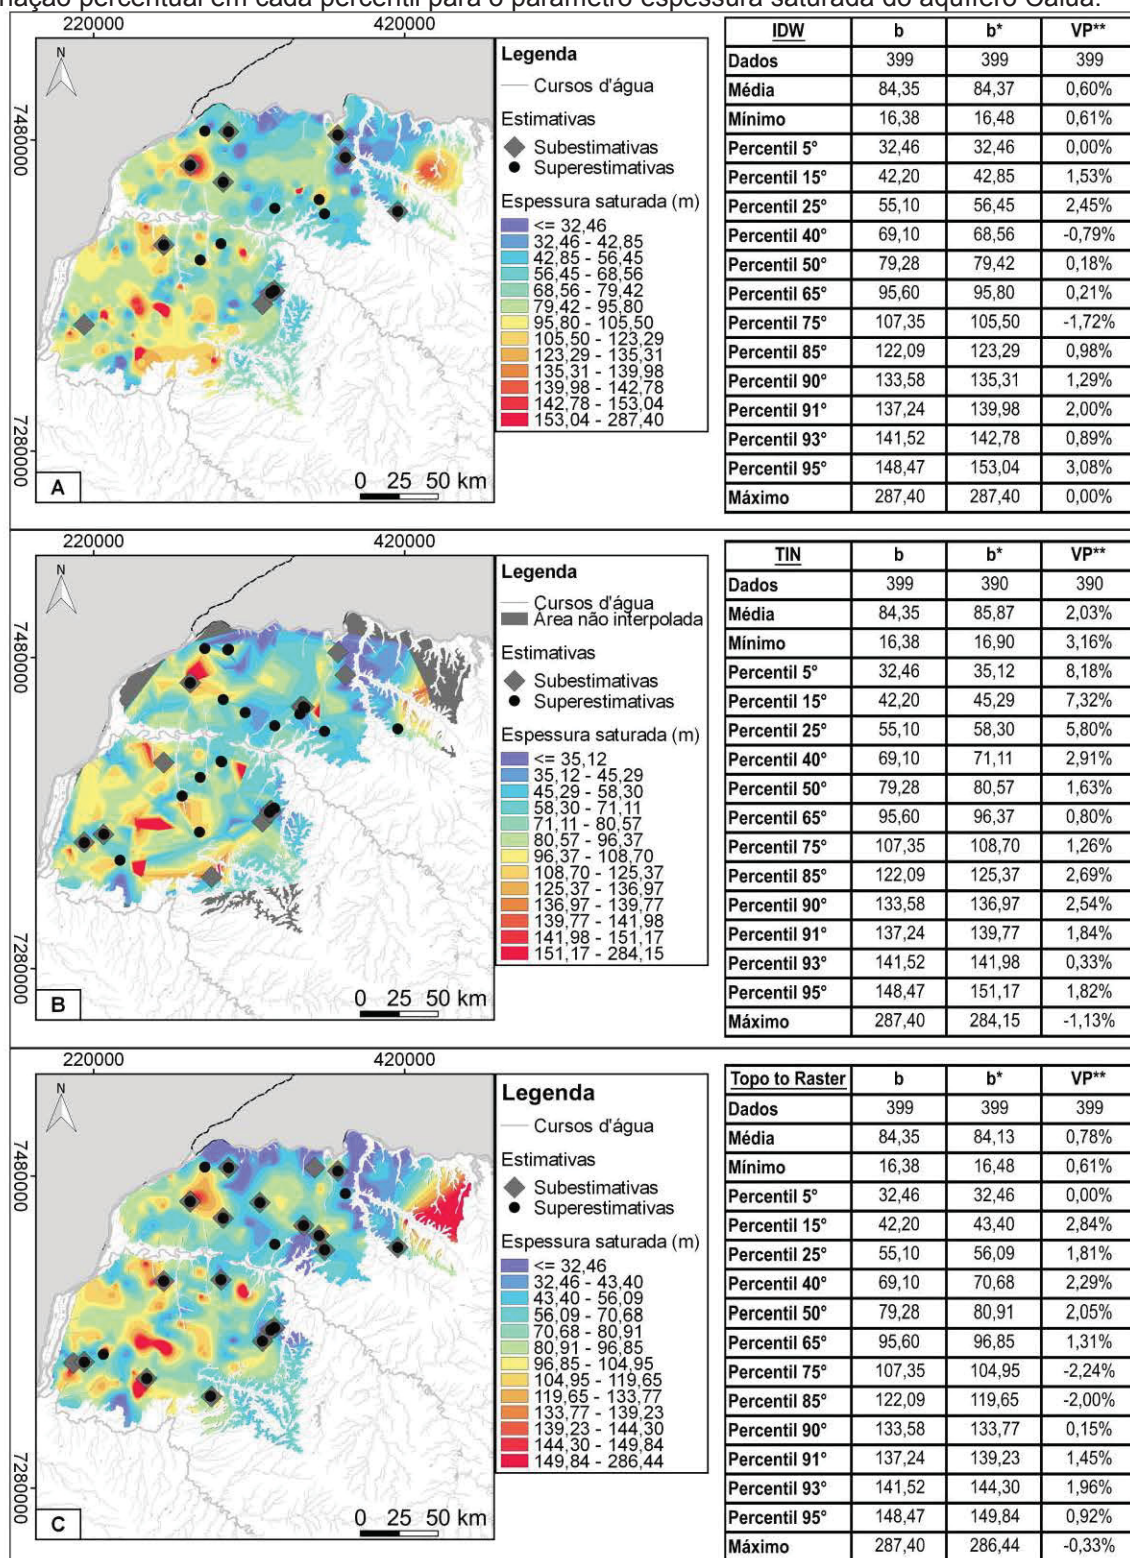 riação percentual em cada percentil para o parâmetro espessura saturada do aquífero Caiuá.
220000 420000
N
7480000
7280000
A
0 25 50 km
Legenda
Cursos d'água
Estimativas
Subestimativas
Superestimativas
Espessura saturada (m)
<= 32,46
32,46 - 42,85
42,85 - 56,45
56,45 - 68,56
68,56 - 79,42
79,42 - 95,80
95,80 - 105,50
105,50 - 123,29
123,29 - 135,31
135,31 - 139,98
139,98 - 142,78
142,78 - 153,04
153,04 - 287,40
IDW b b* VP**
Dados 399 399 399
Média 84,35 84,37 0,60%
Mínimo 16,38 16,48 0,61%
Percentil 5° 32,46 32,46 0,00%
Percentil 15° 42,20 42,85 1,53%
Percentil 25° 55,10 56,45 2,45%
Percentil 40° 69,10 68,56 -0,79%
Percentil 50° 79,28 79,42 0,18%
Percentil 65° 95,60 95,80 0,21%
Percentil 75° 107,35 105,50 -1,72%
Percentil 85° 122,09 123,29 0,98%
Percentil 90° 133,58 135,31 1,29%
Percentil 91° 137,24 139,98 2,00%
Percentil 93° 141,52 142,78 0,89%
Percentil 95° 148,47 153,04 3,08%
Máximo 287,40 287,40 0,00%
220000 420000
N
7480000
7280000
B
0 25 50 km
Legenda
Cursos d'água
Área não interpolada
Estimativas
Subestimativas
Superestimativas
Espessura saturada (m)
<= 35,12
35,12 - 45,29
45,29 - 58,30
58,30 - 71,11
71,11 - 80,57
80,57 - 96,37
96,37 - 108,70
108,70 - 125,37
125,37 - 136,97
136,97 - 139,77
139,77 - 141,98
141,98 - 151,17
151,17 - 284,15
TIN b b* VP**
Dados 399 390 390
Média 84,35 85,87 2,03%
Mínimo 16,38 16,90 3,16%
Percentil 5° 32,46 35,12 8,18%
Percentil 15° 42,20 45,29 7,32%
Percentil 25° 55,10 58,30 5,80%
Percentil 40° 69,10 71,11 2,91%
Percentil 50° 79,28 80,57 1,63%
Percentil 65° 95,60 96,37 0,80%
Percentil 75° 107,35 108,70 1,26%
Percentil 85° 122,09 125,37 2,69%
Percentil 90° 133,58 136,97 2,54%
Percentil 91° 137,24 139,77 1,84%
Percentil 93° 141,52 141,98 0,33%
Percentil 95° 148,47 151,17 1,82%
Máximo 287,40 284,15 -1,13%
220000 420000
N
7480000
7280000
C
0 25 50 km
Legenda
Cursos d'água
Estimativas
Subestimativas
Superestimativas
Espessura saturada (m)
<= 32,46
32,46 - 43,40
43,40 - 56,09
56,09 - 70,68
70,68 - 80,91
80,91 - 96,85
96,85 - 104,95
104,95 - 119,65
119,65 - 133,77
133,77 - 139,23
139,23 - 144,30
144,30 - 149,84
149,84 - 286,44
Topo to Raster b b* VP**
Dados 399 399 399
Média 84,35 84,13 0,78%
Mínimo 16,38 16,48 0,61%
Percentil 5° 32,46 32,46 0,00%
Percentil 15° 42,20 43,40 2,84%
Percentil 25° 55,10 56,09 1,81%
Percentil 40° 69,10 70,68 2,29%
Percentil 50° 79,28 80,91 2,05%
Percentil 65° 95,60 96,85 1,31%
Percentil 75° 107,35 104,95 -2,24%
Percentil 85° 122,09 119,65 -2,00%
Percentil 90° 133,58 133,77 0,15%
Percentil 91° 137,24 139,23 1,45%
Percentil 93° 141,52 144,30 1,96%
Percentil 95° 148,47 149,84 0,92%
Máximo 287,40 286,44 -0,33%